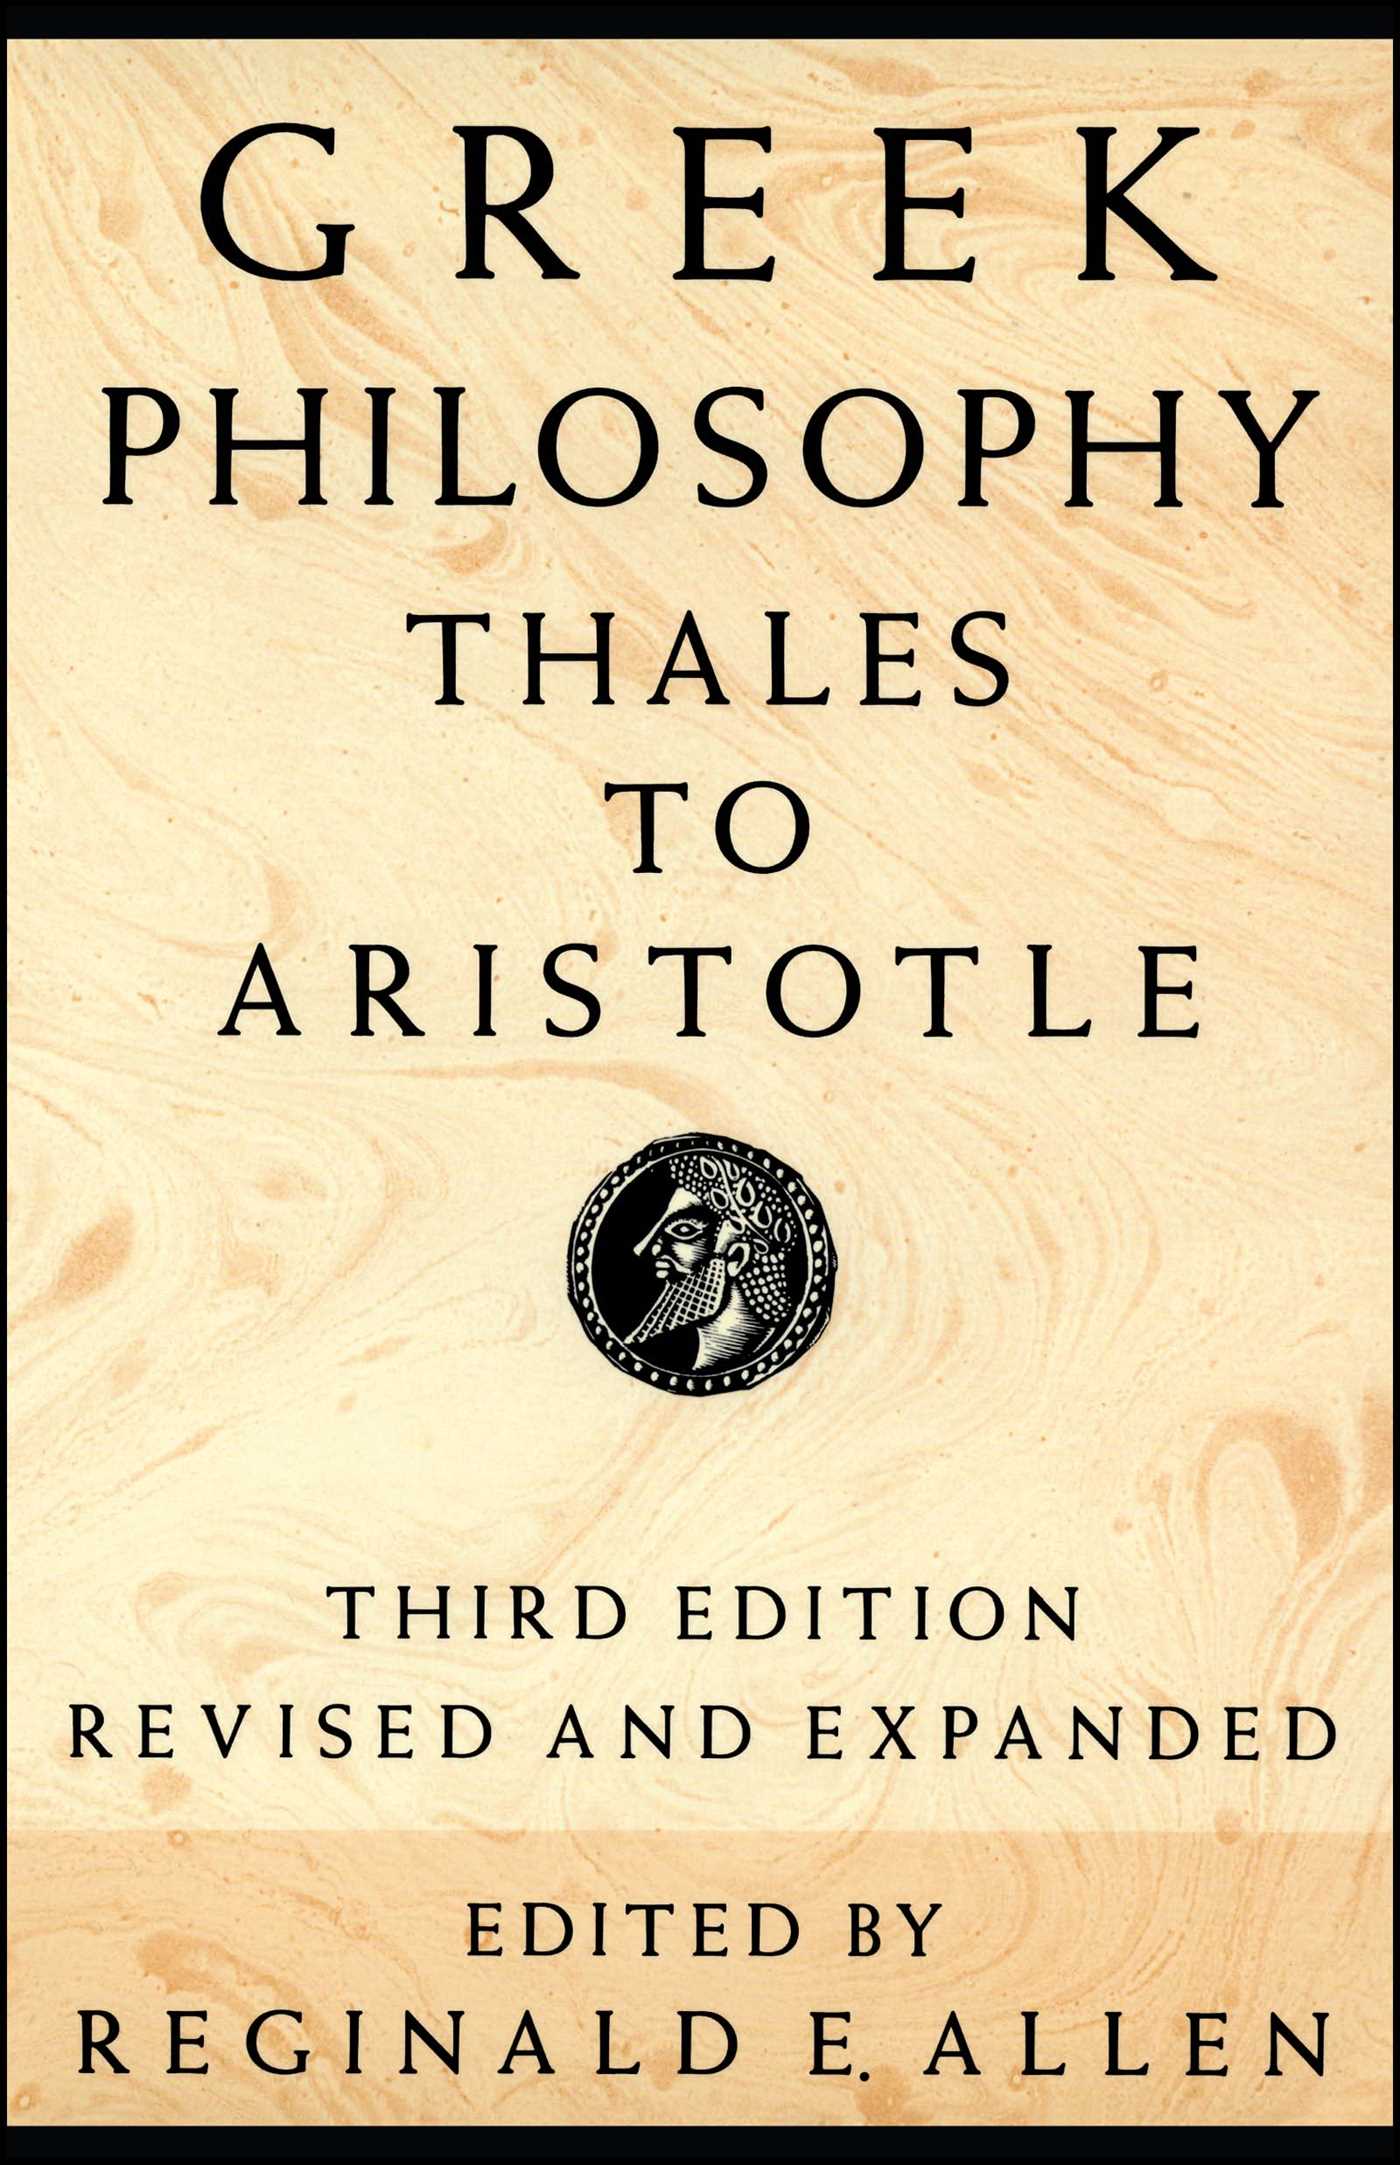 GREEK
PHILOSOPHY
THALES
TO
ARISTOTLE
THIRD EDITION
REVISED AND EXPANDED
EDITED BY
REGINALD E. ALLEN